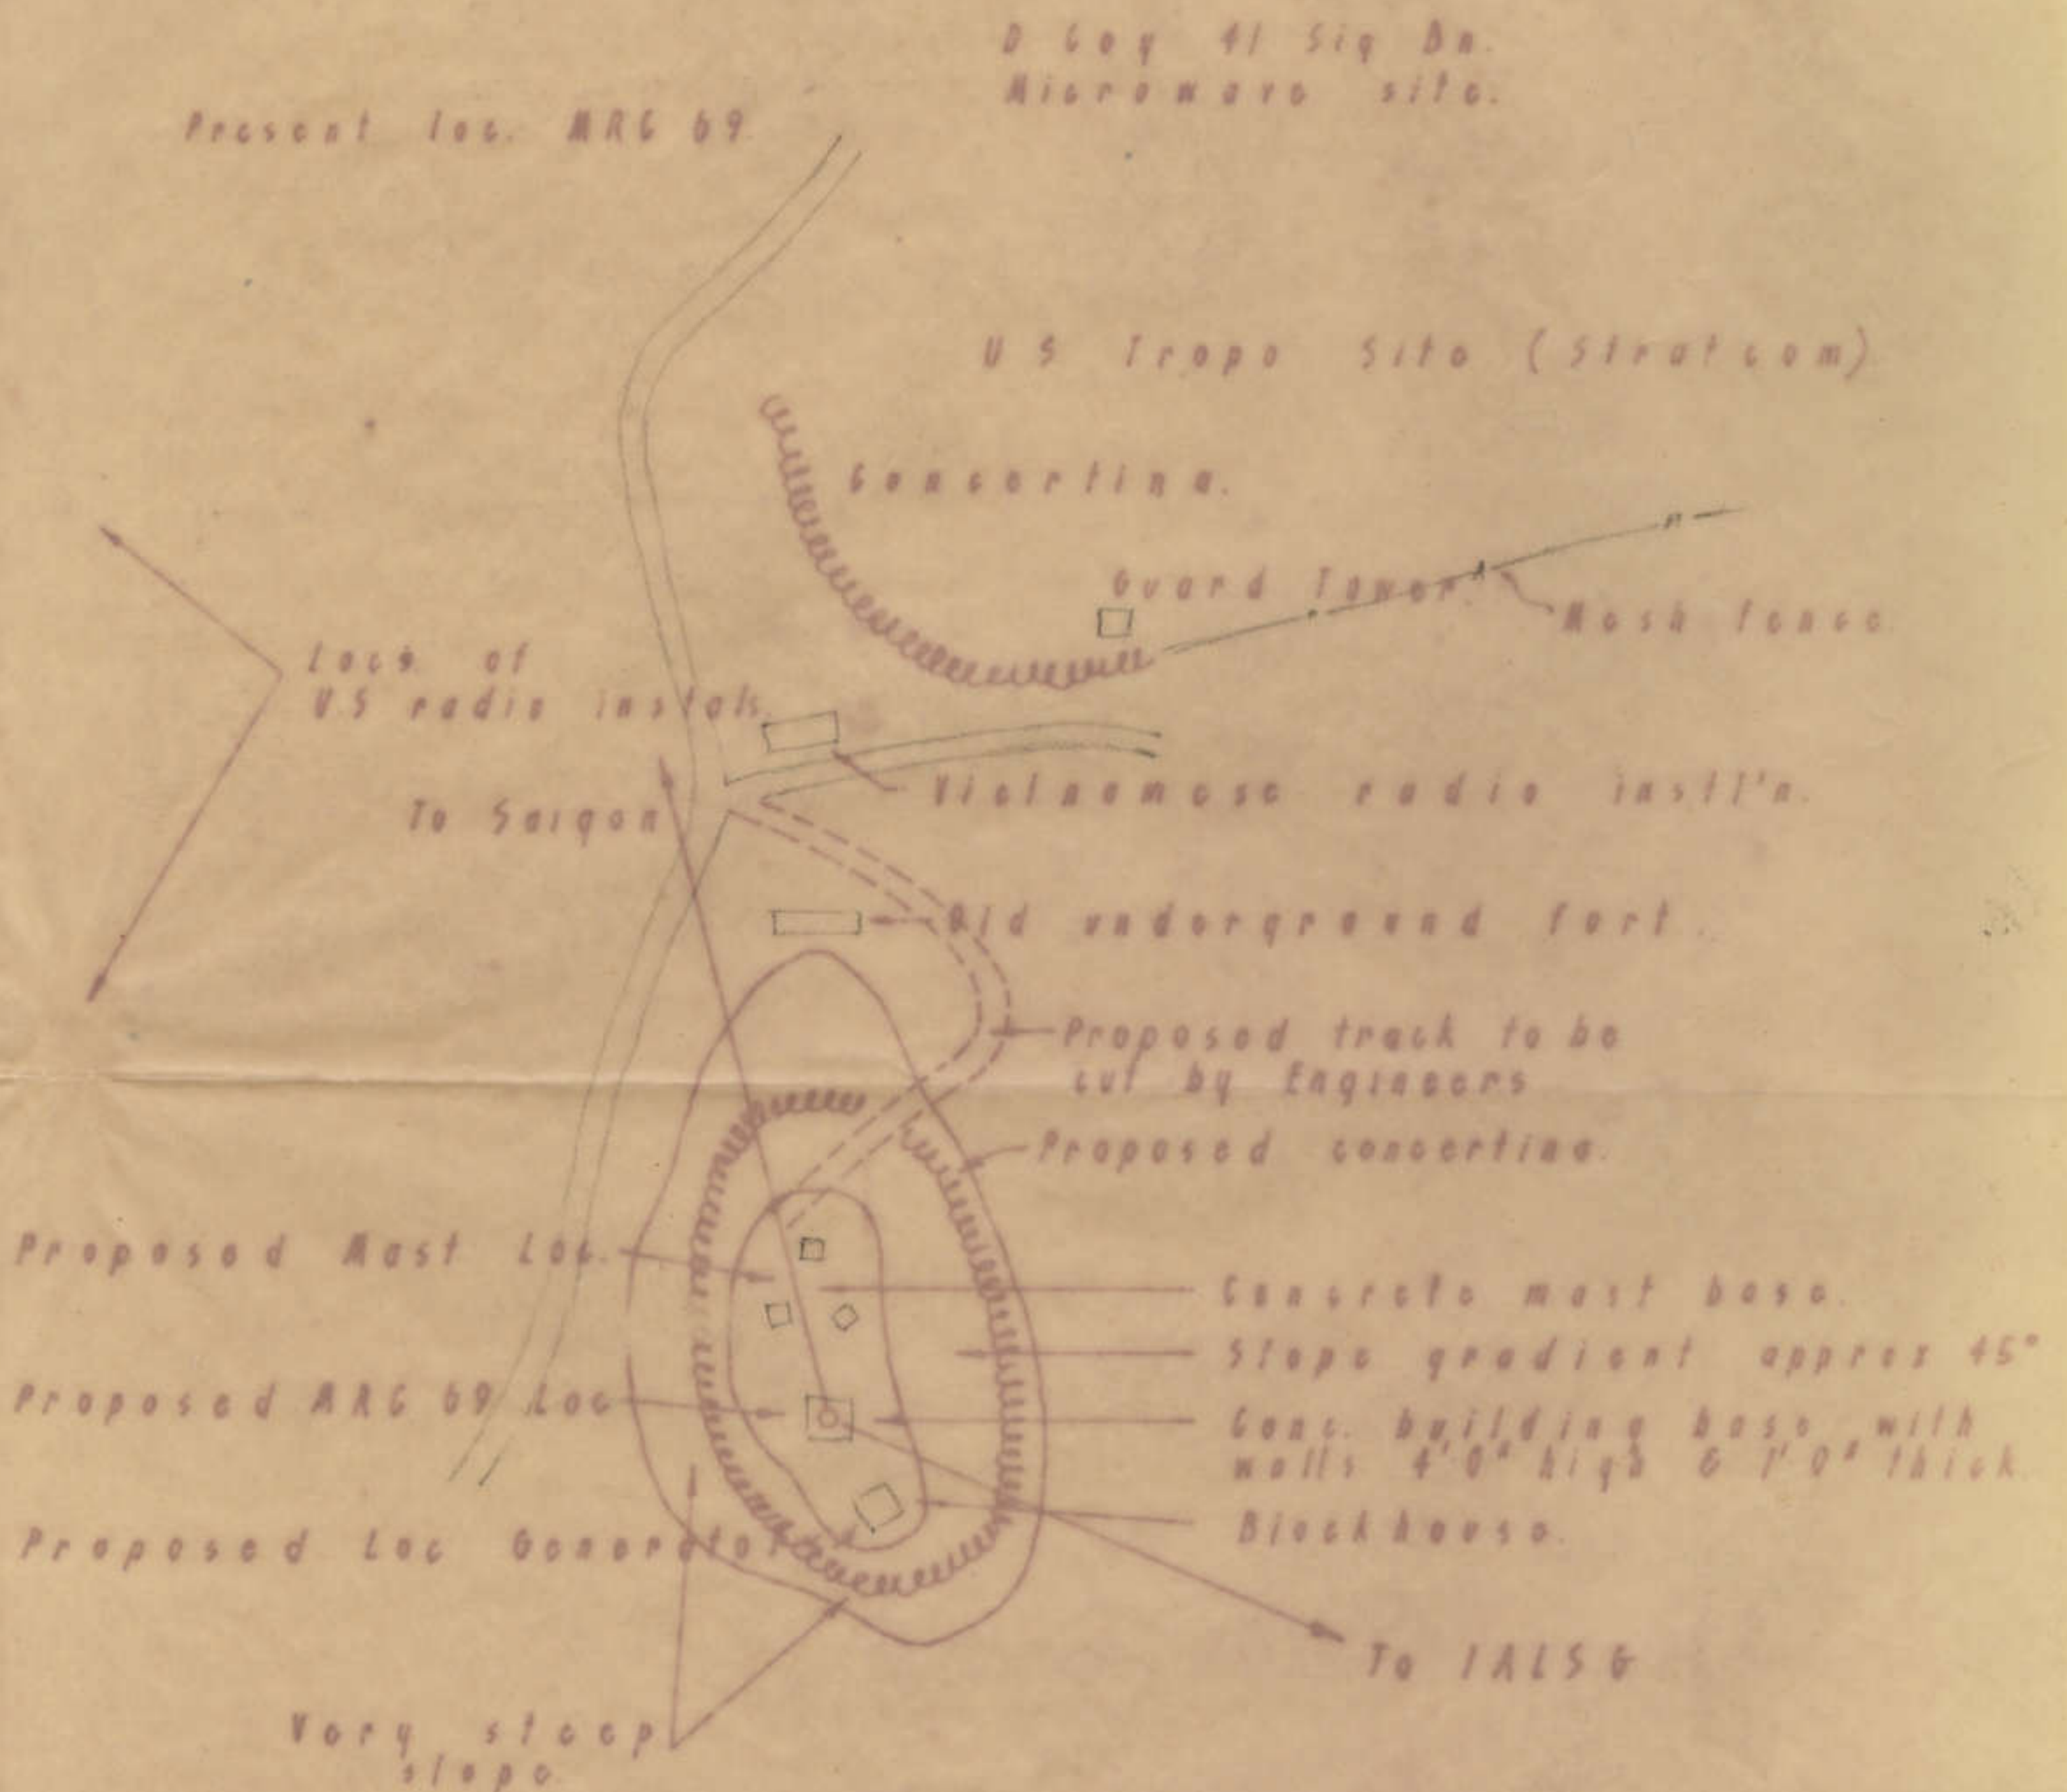 D Coy 41 Sig Bn.
Microwave site.
Present loc. MRC 69
US Tropo Site (Stratcom)
Concertina.
Guard Tower.
Mesh fence
Locs. of
US radio instals.
Vietnamese radio instl'n.
To Saigon
Old underground fort.
Proposed track to be
cut by Engineers
Proposed concertina.
Proposed Mast Loc.
Concrete mast base.
Slope gradient approx 45°
Proposed MRC 69 Loc
Conc. building base with
walls 4'0" high & 1'0" thick
Blockhouse.
Proposed Loc Generator
To 1ALSG
Very steep
slope.